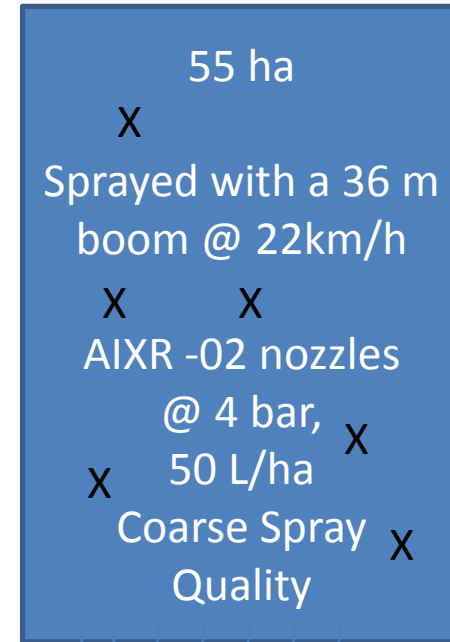 55 ha
X
Sprayed with a 36 m
boom @ 22km/h
X X
AIXR -02 nozzles
@ 4 bar,
X
50 L/ha
X
Coarse Spray
X
Quality